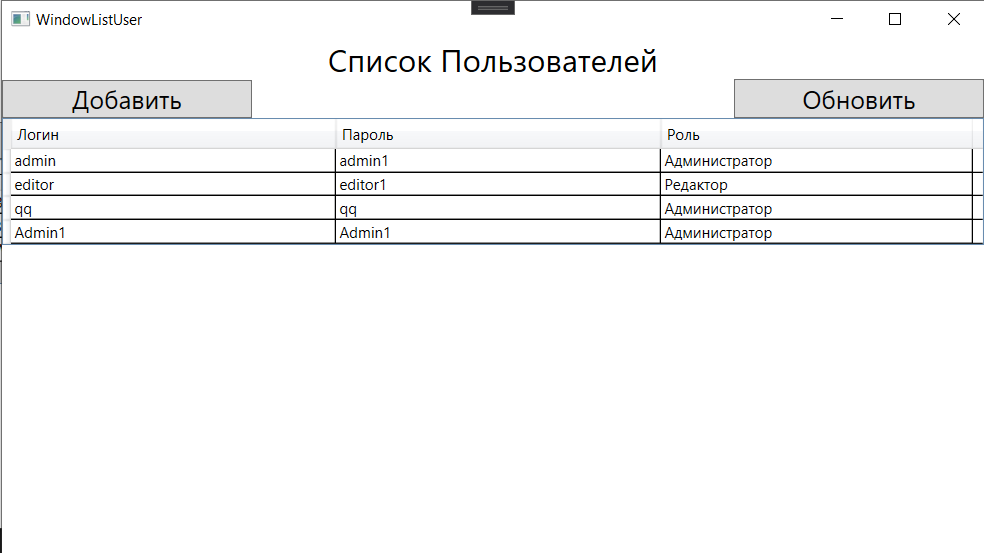 WindowListUser
Список Пользователей
Добавить Обновить
Логин Пароль Роль
admin admin1 Администратор
editor editor1 Редактор
qq qq Администратор
Admin1 Admin1 Администратор